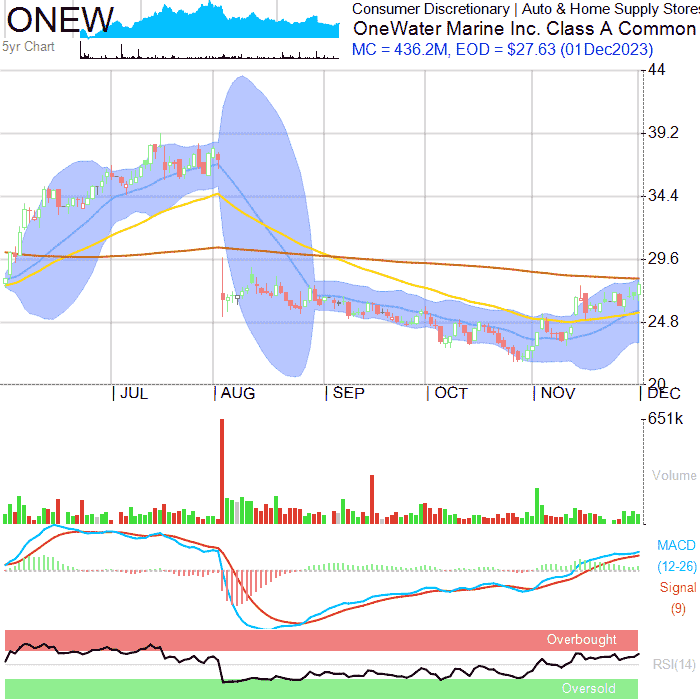 ONEW
Consumer Discretionary | Auto & Home Supply Stores
OneWater Marine Inc. Class A Common
MC = 436.2M, EOD = $27.63 (01Dec2023)
5yr Chart
44
39.2
34.4
29.6
24.8
20
JUL AUG SEP OCT NOV DEC
651k
Volume
MACD
(12-26)
Signal
(9)
Overbought
RSI(14)
Oversold